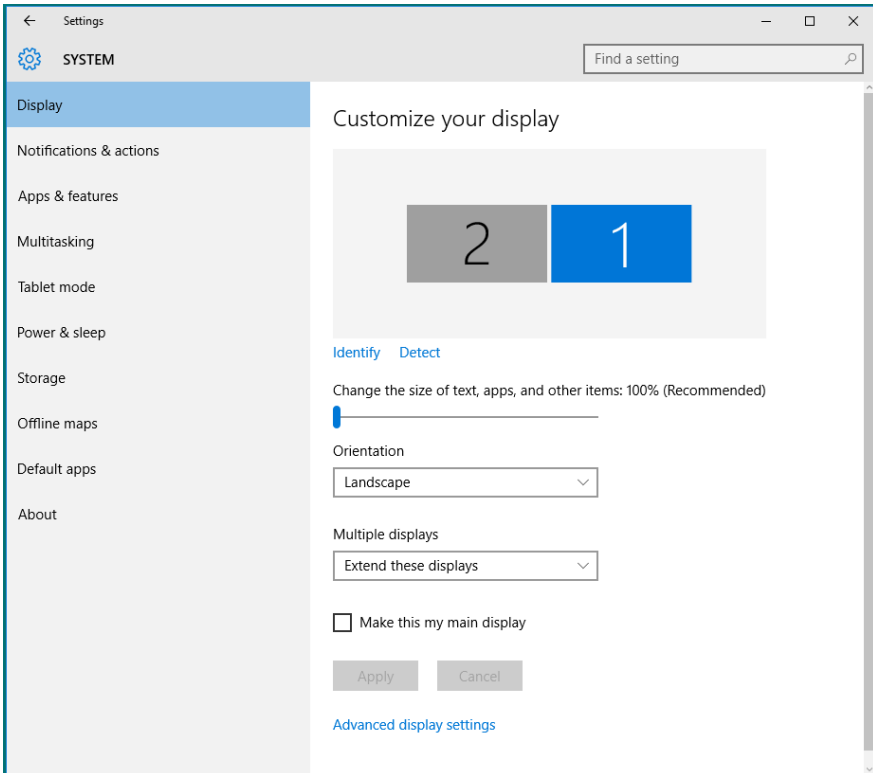 Settings
SYSTEM
Find a setting
Display
Notifications & actions
Apps & features
Multitasking
Tablet mode
Power & sleep
Storage
Offline maps
Default apps
About
Customize your display
2 1
Identify Detect
Change the size of text, apps, and other items: 100% (Recommended)
Orientation
Landscape
Multiple displays
Extend these displays
Make this my main display
Apply Cancel
Advanced display settings